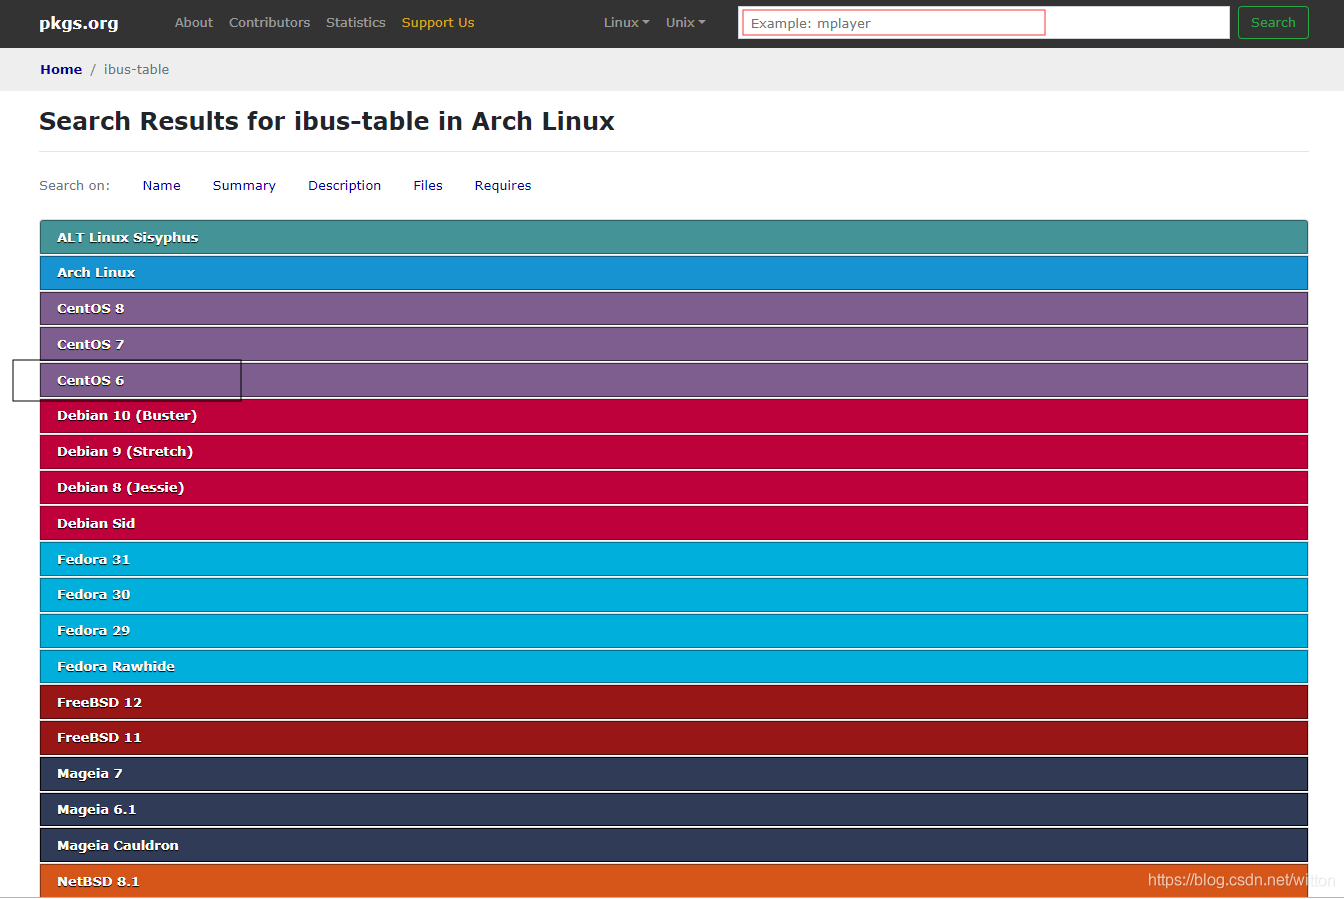 pkgs.org About Contributors Statistics Support Us Linux Unix Example: mplayer Search
Home / ibus-table
Search Results for ibus-table in Arch Linux
Search on: Name Summary Description Files Requires
ALT Linux Sisyphus
Arch Linux
CentOS 8
CentOS 7
CentOS 6
Debian 10 (Buster)
Debian 9 (Stretch)
Debian 8 (Jessie)
Debian Sid
Fedora 31
Fedora 30
Fedora 29
Fedora Rawhide
FreeBSD 12
FreeBSD 11
Mageia 7
Mageia 6.1
Mageia Cauldron
NetBSD 8.1
https://blog.csdn.net/witton